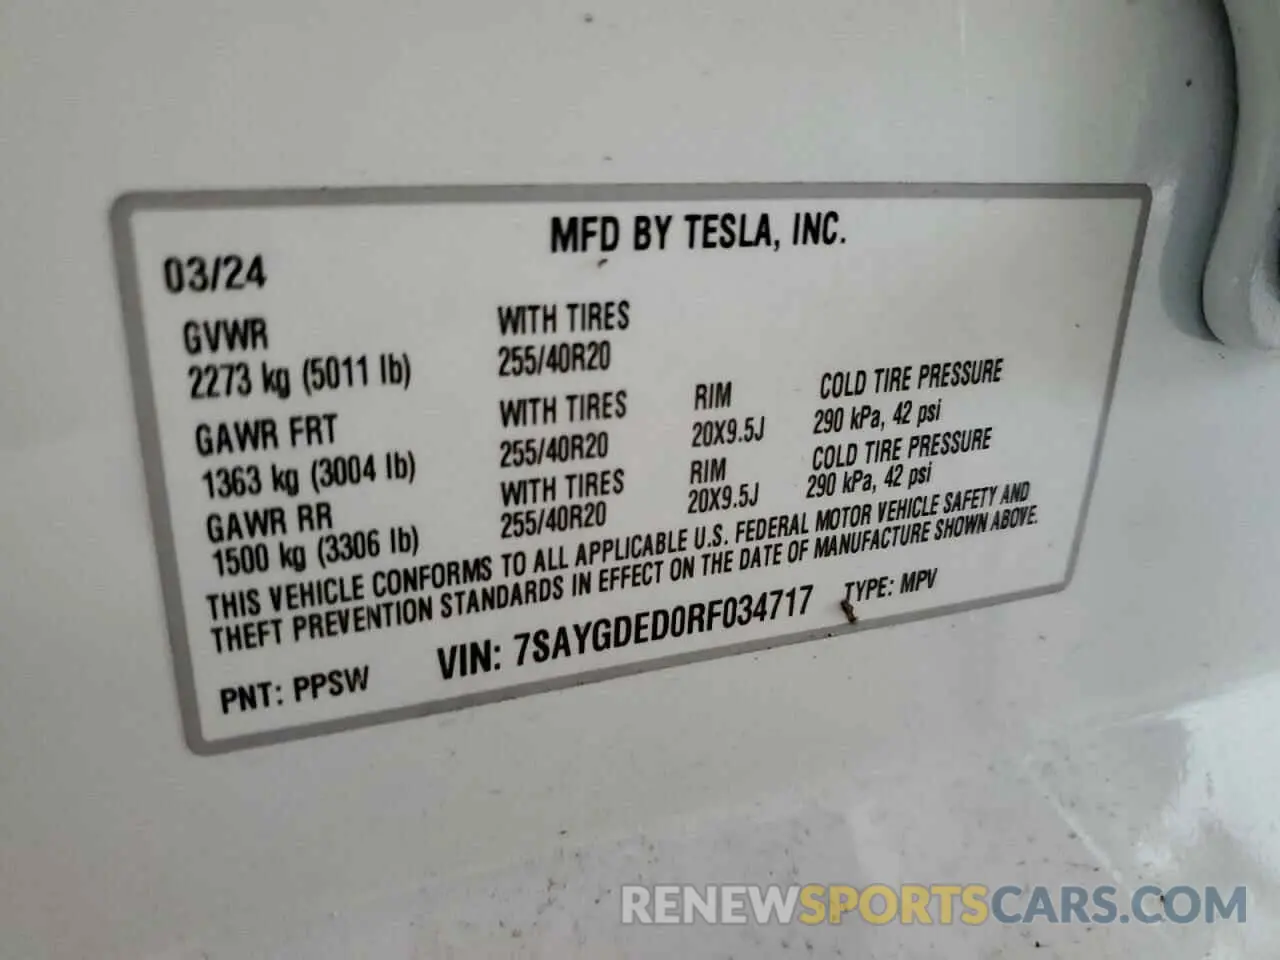 MFD BY TESLA, INC.
03/24
GVWR WITH TIRES
2273 kg (5011 lb) 255/40R20
GAWR FRT WITH TIRES RIM COLD TIRE PRESSURE
1363 kg (3004 lb) 255/40R20 20X9.5J 290 kPa, 42 psi
GAWR RR WITH TIRES RIM COLD TIRE PRESSURE
1500 kg (3306 lb) 255/40R20 20X9.5J 290 kPa, 42 psi
THIS VEHICLE CONFORMS TO ALL APPLICABLE U.S. FEDERAL MOTOR VEHICLE SAFETY AND
THEFT PREVENTION STANDARDS IN EFFECT ON THE DATE OF MANUFACTURE SHOWN ABOVE.
PNT: PPSW VIN: 7SAYGDED0RF034717 TYPE: MPV
RENEWSPORTSCARS.COM